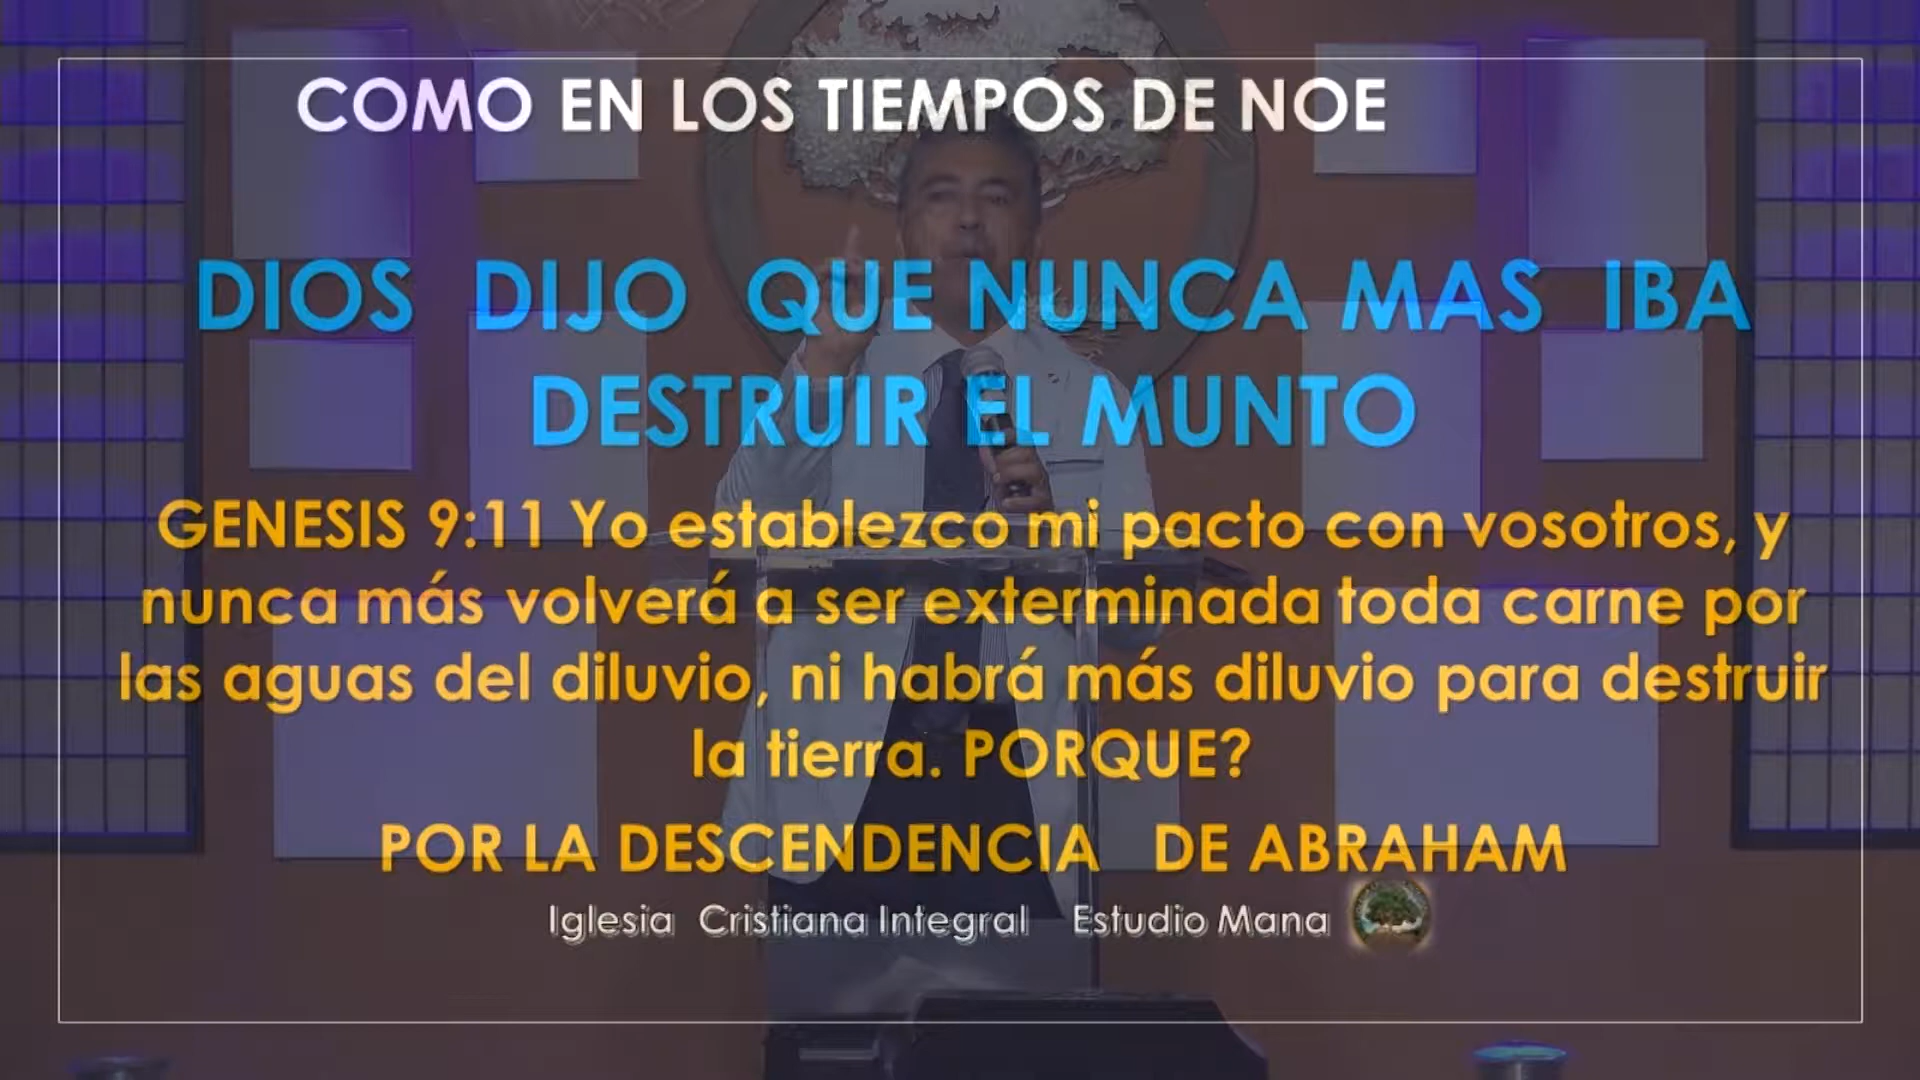 COMO EN LOS TIEMPOS DE NOE
DIOS DIJO QUE NUNCA MAS IBA
DESTRUIR EL MUNTO
GENESIS 9:11 Yo establezco mi pacto con vosotros, y
nunca más volverá a ser exterminada toda carne por
las aguas del diluvio, ni habrá más diluvio para destruir
la tierra. PORQUE?
POR LA DESCENDENCIA DE ABRAHAM
Iglesia Cristiana Integral Estudio Mana